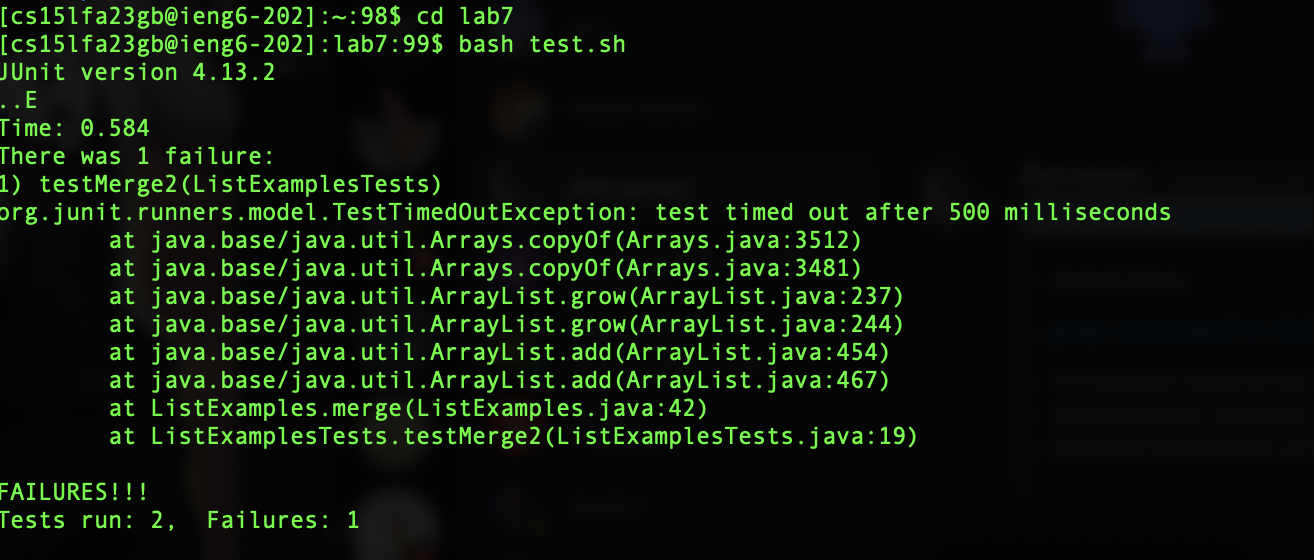 [cs15lfa23gb@ieng6-202]:~:98$ cd lab7
[cs15lfa23gb@ieng6-202]:lab7:99$ bash test.sh
JUnit version 4.13.2
..E
Time: 0.584
There was 1 failure:
1) testMerge2(ListExamplesTests)
org.junit.runners.model.TestTimedOutException: test timed out after 500 milliseconds
        at java.base/java.util.Arrays.copyOf(Arrays.java:3512)
        at java.base/java.util.Arrays.copyOf(Arrays.java:3481)
        at java.base/java.util.ArrayList.grow(ArrayList.java:237)
        at java.base/java.util.ArrayList.grow(ArrayList.java:244)
        at java.base/java.util.ArrayList.add(ArrayList.java:454)
        at java.base/java.util.ArrayList.add(ArrayList.java:467)
        at ListExamples.merge(ListExamples.java:42)
        at ListExamplesTests.testMerge2(ListExamplesTests.java:19)

FAILURES!!!
Tests run: 2,  Failures: 1